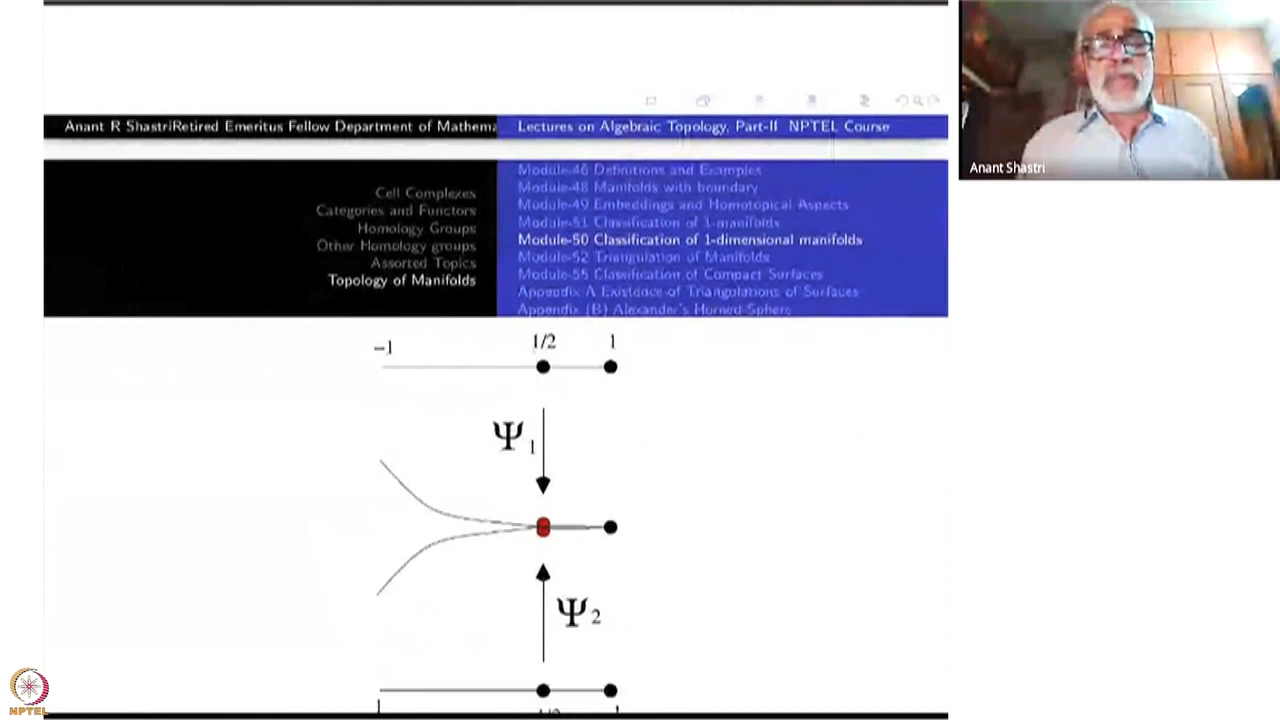 Anant R ShastriRetired Emeritus Fellow Department of Mathema
Lectures on Algebraic Topology, Part-II NPTEL Course
Cell Complexes
Categories and Functors
Homology Groups
Other Homology groups
Assorted Topics
Topology of Manifolds
Module-46 Definitions and Examples
Module-48 Manifolds with boundary
Module-49 Embeddings and Homotopical Aspects
Module-51 Classification of 1-manifolds
Module-50 Classification of 1-dimensional manifolds
Module-52 Triangulation of Manifolds
Module-55 Classification of Compact Surfaces
Appendix A Existence of Triangulations of Surfaces
Appendix (B) Alexander's Horned Sphere
−1 1/2 1
Ψ1
Ψ2
Anant Shastri
NPTEL